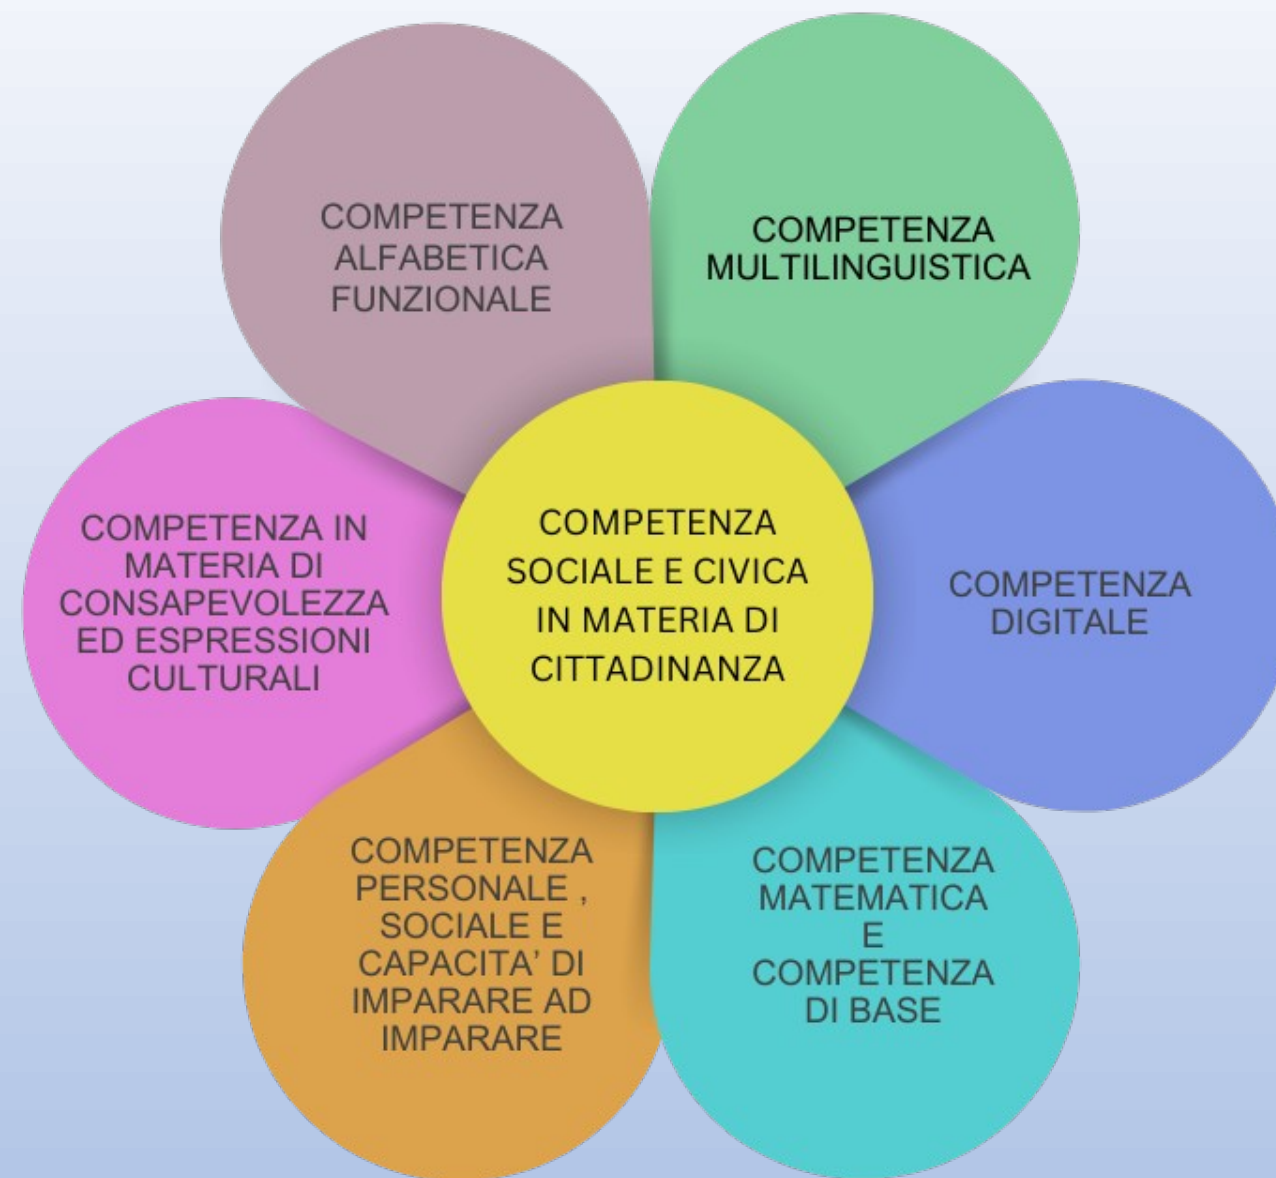 COMPETENZA
ALFABETICA
FUNZIONALE
COMPETENZA
MULTILINGUISTICA
COMPETENZA IN
MATERIA DI
CONSAPEVOLEZZA
ED ESPRESSIONI
CULTURALI
COMPETENZA
SOCIALE E CIVICA
IN MATERIA DI
CITTADINANZA
COMPETENZA
DIGITALE
COMPETENZA
PERSONALE ,
SOCIALE E
CAPACITA’ DI
IMPARARE AD
IMPARARE
COMPETENZA
MATEMATICA
E
COMPETENZA
DI BASE